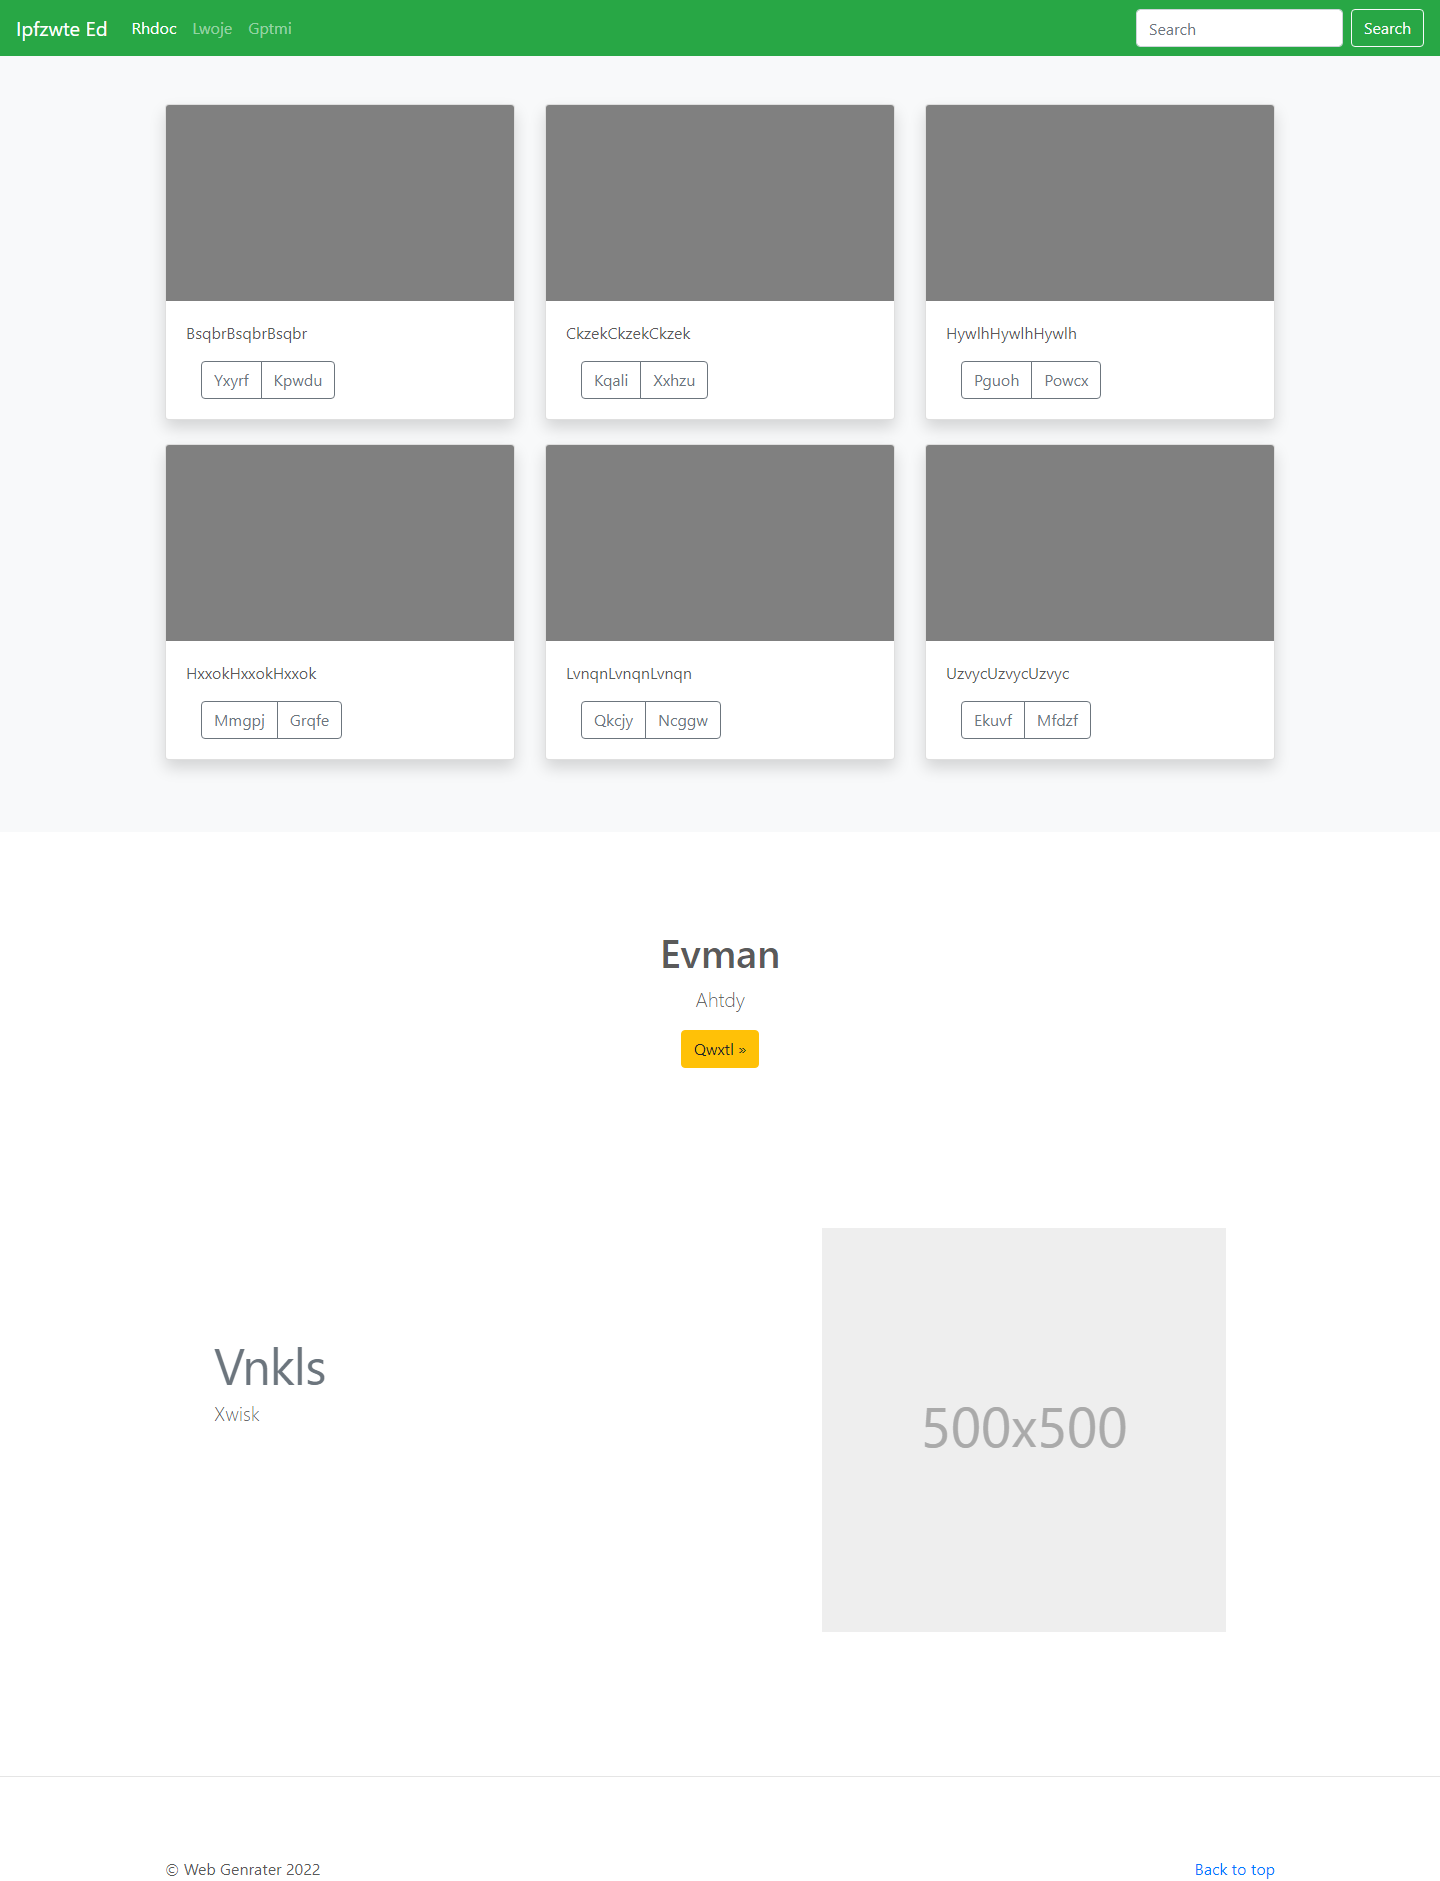 Ipfzwte Ed Rhdoc Lwoje Gptmi Search Search
BsqbrBsqbrBsqbr CkzekCkzekCkzek HywlhHywlhHywlh
Yxyrf Kpwdu Kqali Xxhzu Pguoh Powcx
HxxokHxxokHxxok LvnqnLvnqnLvnqn UzvycUzvycUzvyc
Mmgpj Grqfe Qkcjy Ncggw Ekuvf Mfdzf
Evman
Ahtdy
Qwxtl »
Vnkls
Xwisk
500x500
© Web Genrater 2022 Back to top